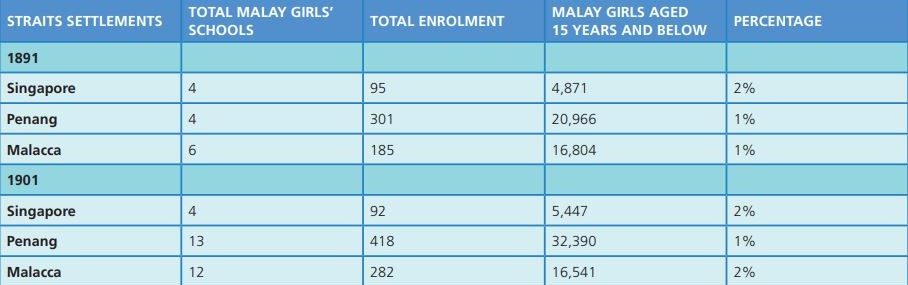 STRAITS SETTLEMENTS TOTAL MALAY GIRLS' SCHOOLS TOTAL ENROLMENT MALAY GIRLS AGED 15 YEARS AND BELOW PERCENTAGE
1891
Singapore 4 95 4,871 2%
Penang 4 301 20,966 1%
Malacca 6 185 16,804 1%
1901
Singapore 4 92 5,447 2%
Penang 13 418 32,390 1%
Malacca 12 282 16,541 2%